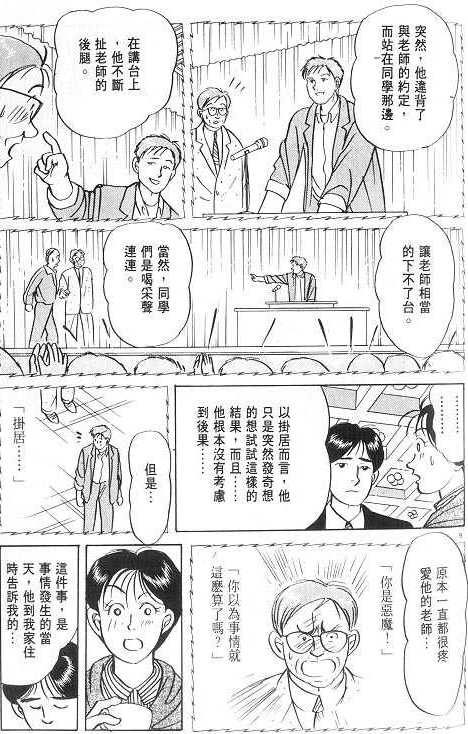 突然，他違背了
與老師的約定，
而站在同學那邊。
在講台上
，他不斷
扯老師的
後腿。
讓老師相當
的下不了台。
當然，同學
們是喝采聲
連連。
………
以掛居而言，他
只是突然發奇想
的想試試這樣的
結果，而且……
他根本沒有考慮
到後果……
但是…
「掛居……」
原本一直都很疼
愛他的老師…
「你是惡魔！」
「你以為事情就
這麼算了嗎？」
這件事，是
事情發生的當
天，他到我家住
時告訴我的…